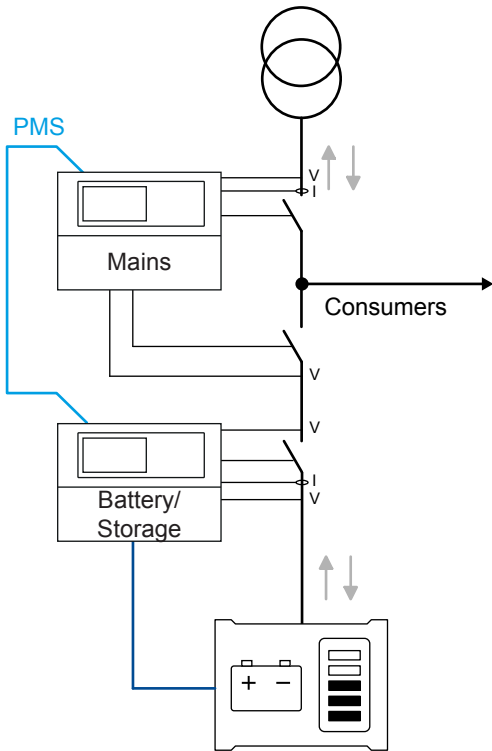 PMS
V
I
Mains
Consumers
V
V
I
Battery/
Storage
V
+ −